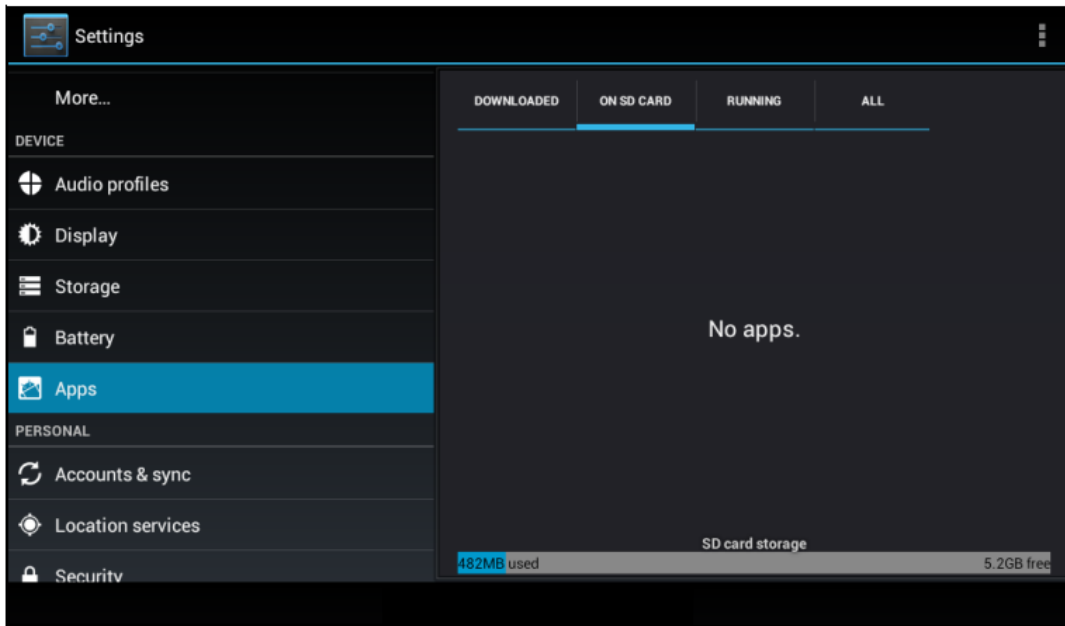 Settings
More...
DEVICE
Audio profiles
Display
Storage
Battery
Apps
PERSONAL
Accounts & sync
Location services
Security
DOWNLOADED ON SD CARD RUNNING ALL
No apps.
SD card storage
482MB used 5.2GB free